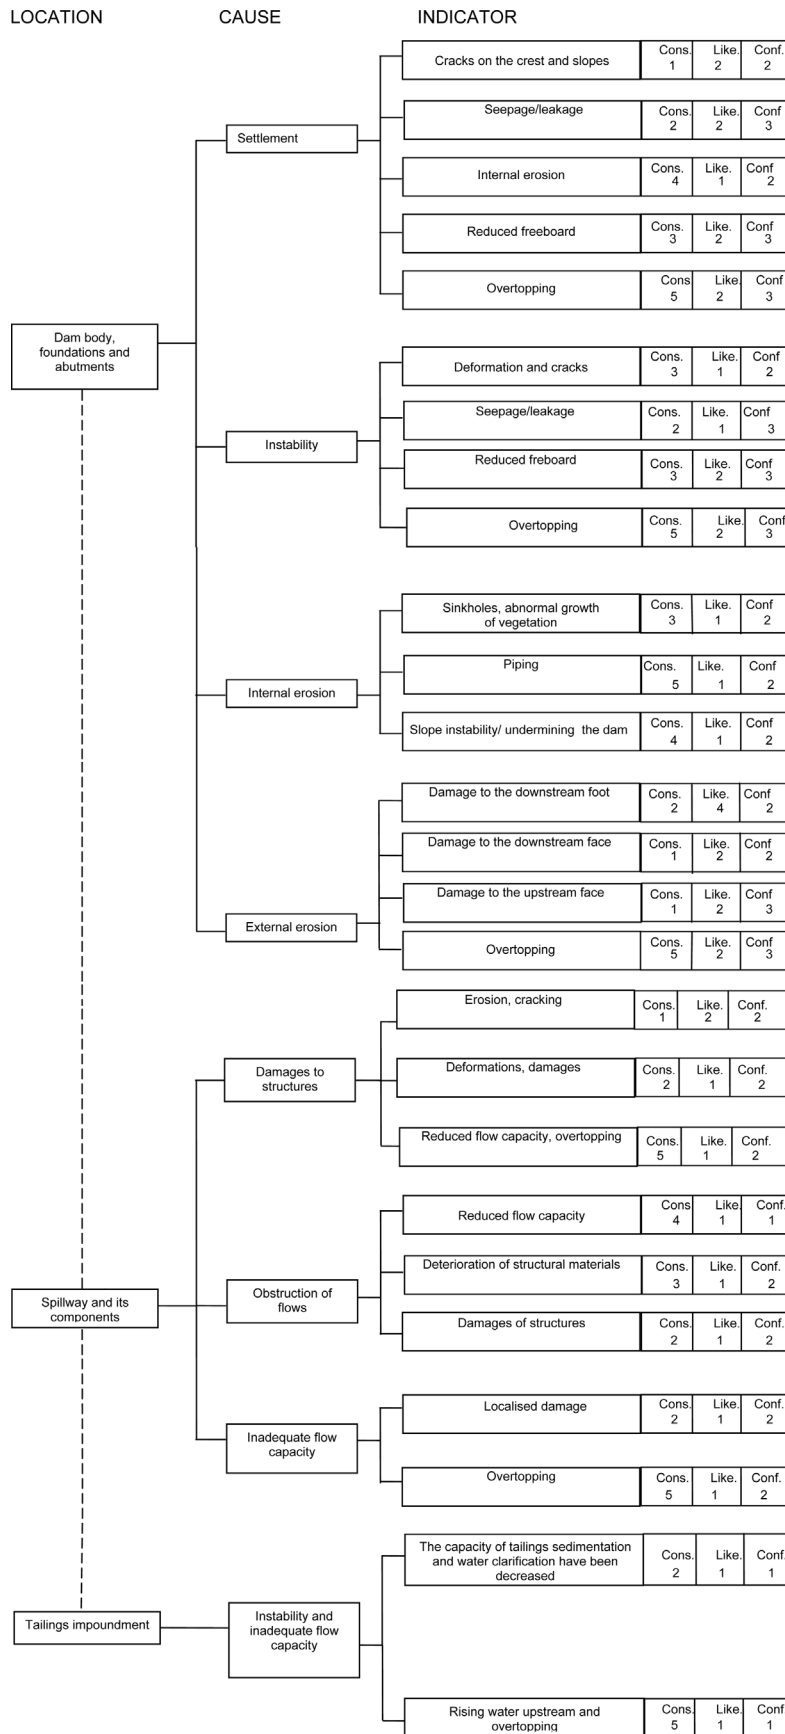 LOCATION CAUSE INDICATOR
Cracks on the crest and slopes Cons. Like. Conf.
1 2 2
Seepage/leakage Cons. Like. Conf
2 2 3
Settlement
Internal erosion Cons. Like. Conf
4 1 2
Reduced freeboard Cons. Like. Conf
3 2 3
Overtopping Cons Like. Conf
5 2 3
Dam body,
foundations and
abutments
Deformation and cracks Cons. Like. Conf
3 1 2
Seepage/leakage Cons. Like. Conf
2 1 3
Instability
Reduced freboard Cons. Like. Conf
3 2 3
Overtopping Cons. Like. Conf
5 2 3
Sinkholes, abnormal growth
of vegetation
Cons. Like. Conf
3 1 2
Piping Cons. Like. Conf
5 1 2
Internal erosion
Slope instability/ undermining the dam Cons. Like. Conf
4 1 2
Damage to the downstream foot Cons. Like. Conf
2 4 2
Damage to the downstream face Cons. Like. Conf
1 2 2
Damage to the upstream face Cons. Like. Conf
1 2 3
External erosion
Overtopping Cons. Like. Conf
5 2 3
Erosion, cracking Cons. Like. Conf.
1 2 2
Damages to
structures
Deformations, damages Cons. Like. Conf.
2 1 2
Reduced flow capacity, overtopping Cons. Like. Conf.
5 1 2
Reduced flow capacity Cons Like. Conf.
4 1 1
Deterioration of structural materials Cons. Like. Conf.
3 1 2
Spillway and its
components
Obstruction of
flows
Damages of structures Cons. Like. Conf.
2 1 2
Localised damage Cons. Like. Conf.
2 1 2
Inadequate flow
capacity
Overtopping Cons. Like. Conf.
5 1 2
The capacity of tailings sedimentation
and water clarification have been
decreased
Cons. Like. Conf.
2 1 1
Tailings impoundment
Instability and
inadequate flow
capacity
Rising water upstream and
overtopping
Cons. Like. Conf.
5 1 1